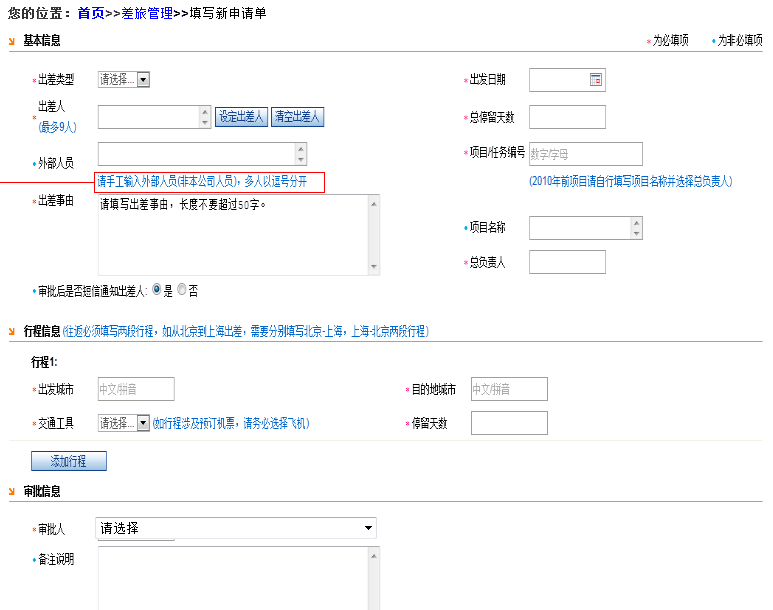 您的位置：首页>>差旅管理>>填写新申请单
基本信息
*为必填项 •为非必填项
*出差类型 请选择...
*出发日期
*出差人
(最多9人)
设定出差人 清空出差人
*总停留天数
•外部人员
*项目/任务编号 数字/字母
请手工输入外部人员(非本公司人员)，多人以逗号分开
(2010年前项目请自行填写项目名称并选择总负责人)
*出差事由 请填写出差事由，长度不要超过50字。
•项目名称
*总负责人
•审批后是否短信通知出差人: 是 否
行程信息 (往返必须填写两段行程，如从北京到上海出差，需要分别填写北京-上海，上海-北京两段行程)
行程1:
*出发城市 中文/拼音
*目的地城市 中文/拼音
*交通工具 请选择... (如行程涉及预订机票，请务必选择飞机)
*停留天数
添加行程
审批信息
*审批人 请选择
•备注说明